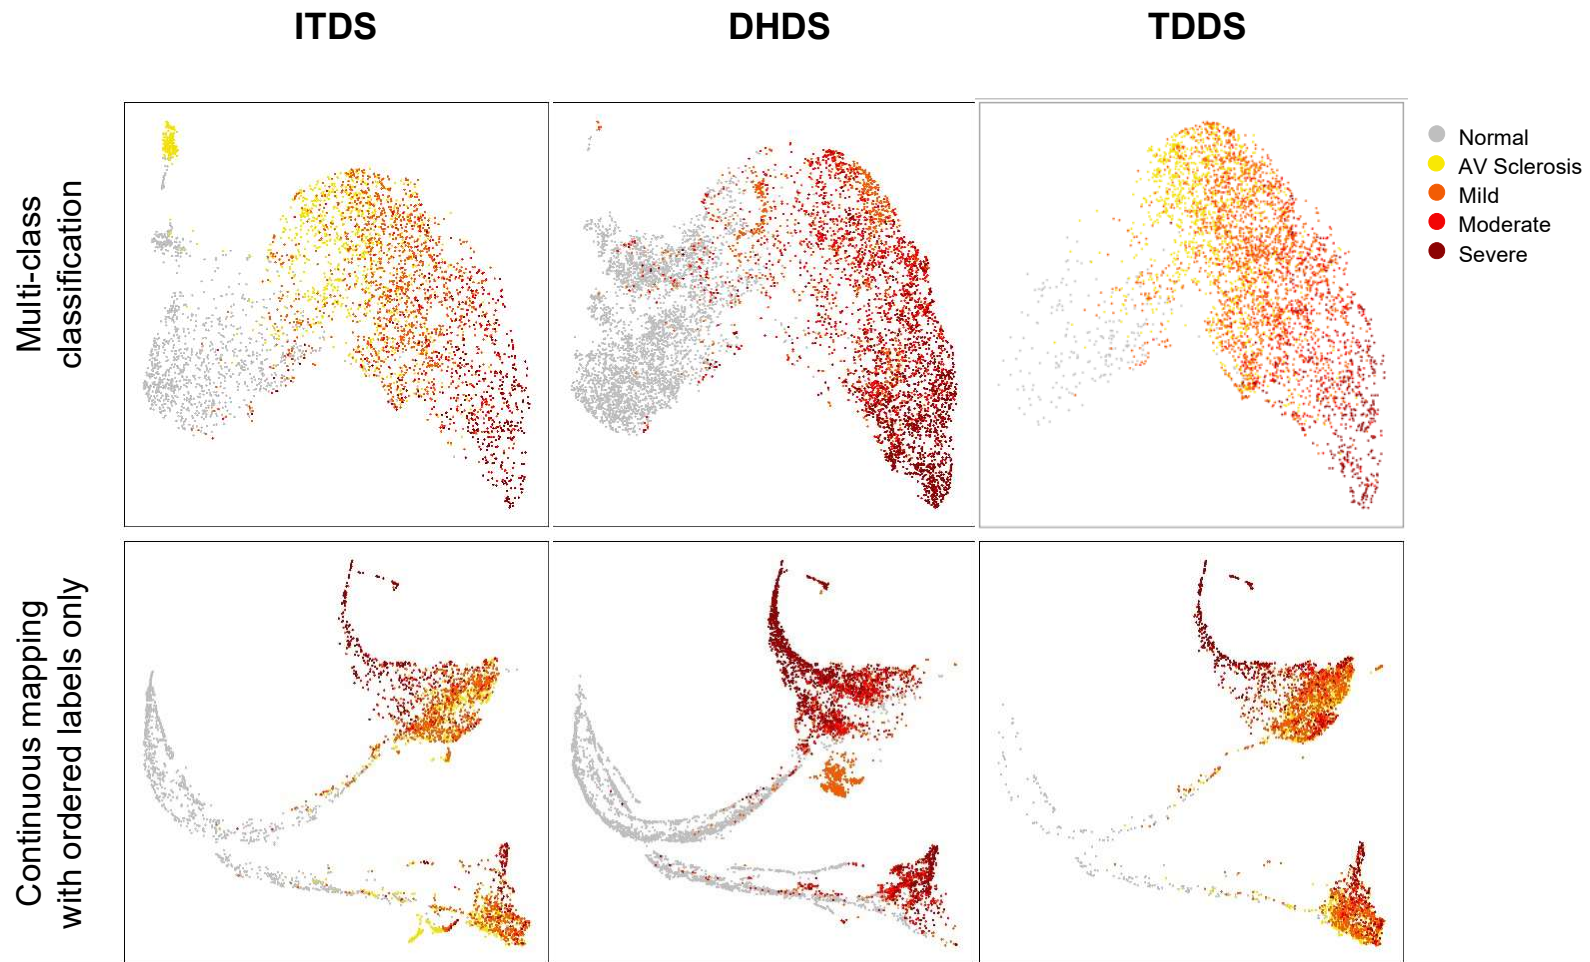 ITDS
DHDS
TDDS
Multi-class
classification
Normal
AV Sclerosis
Mild
Moderate
Severe
Continuous mapping
with ordered labels only